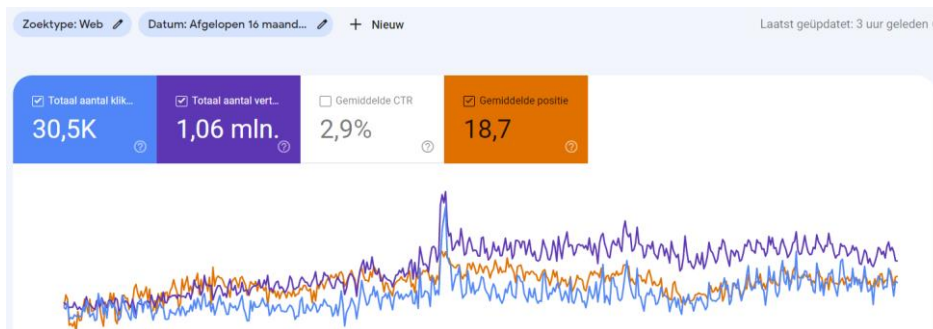 Zoektype: Web
Datum: Afgelopen 16 maand...
+ Nieuw
Laatst geüpdatet: 3 uur geleden
Totaal aantal klik...
30,5K
Totaal aantal vert...
1,06 mln.
Gemiddelde CTR
2,9%
Gemiddelde positie
18,7